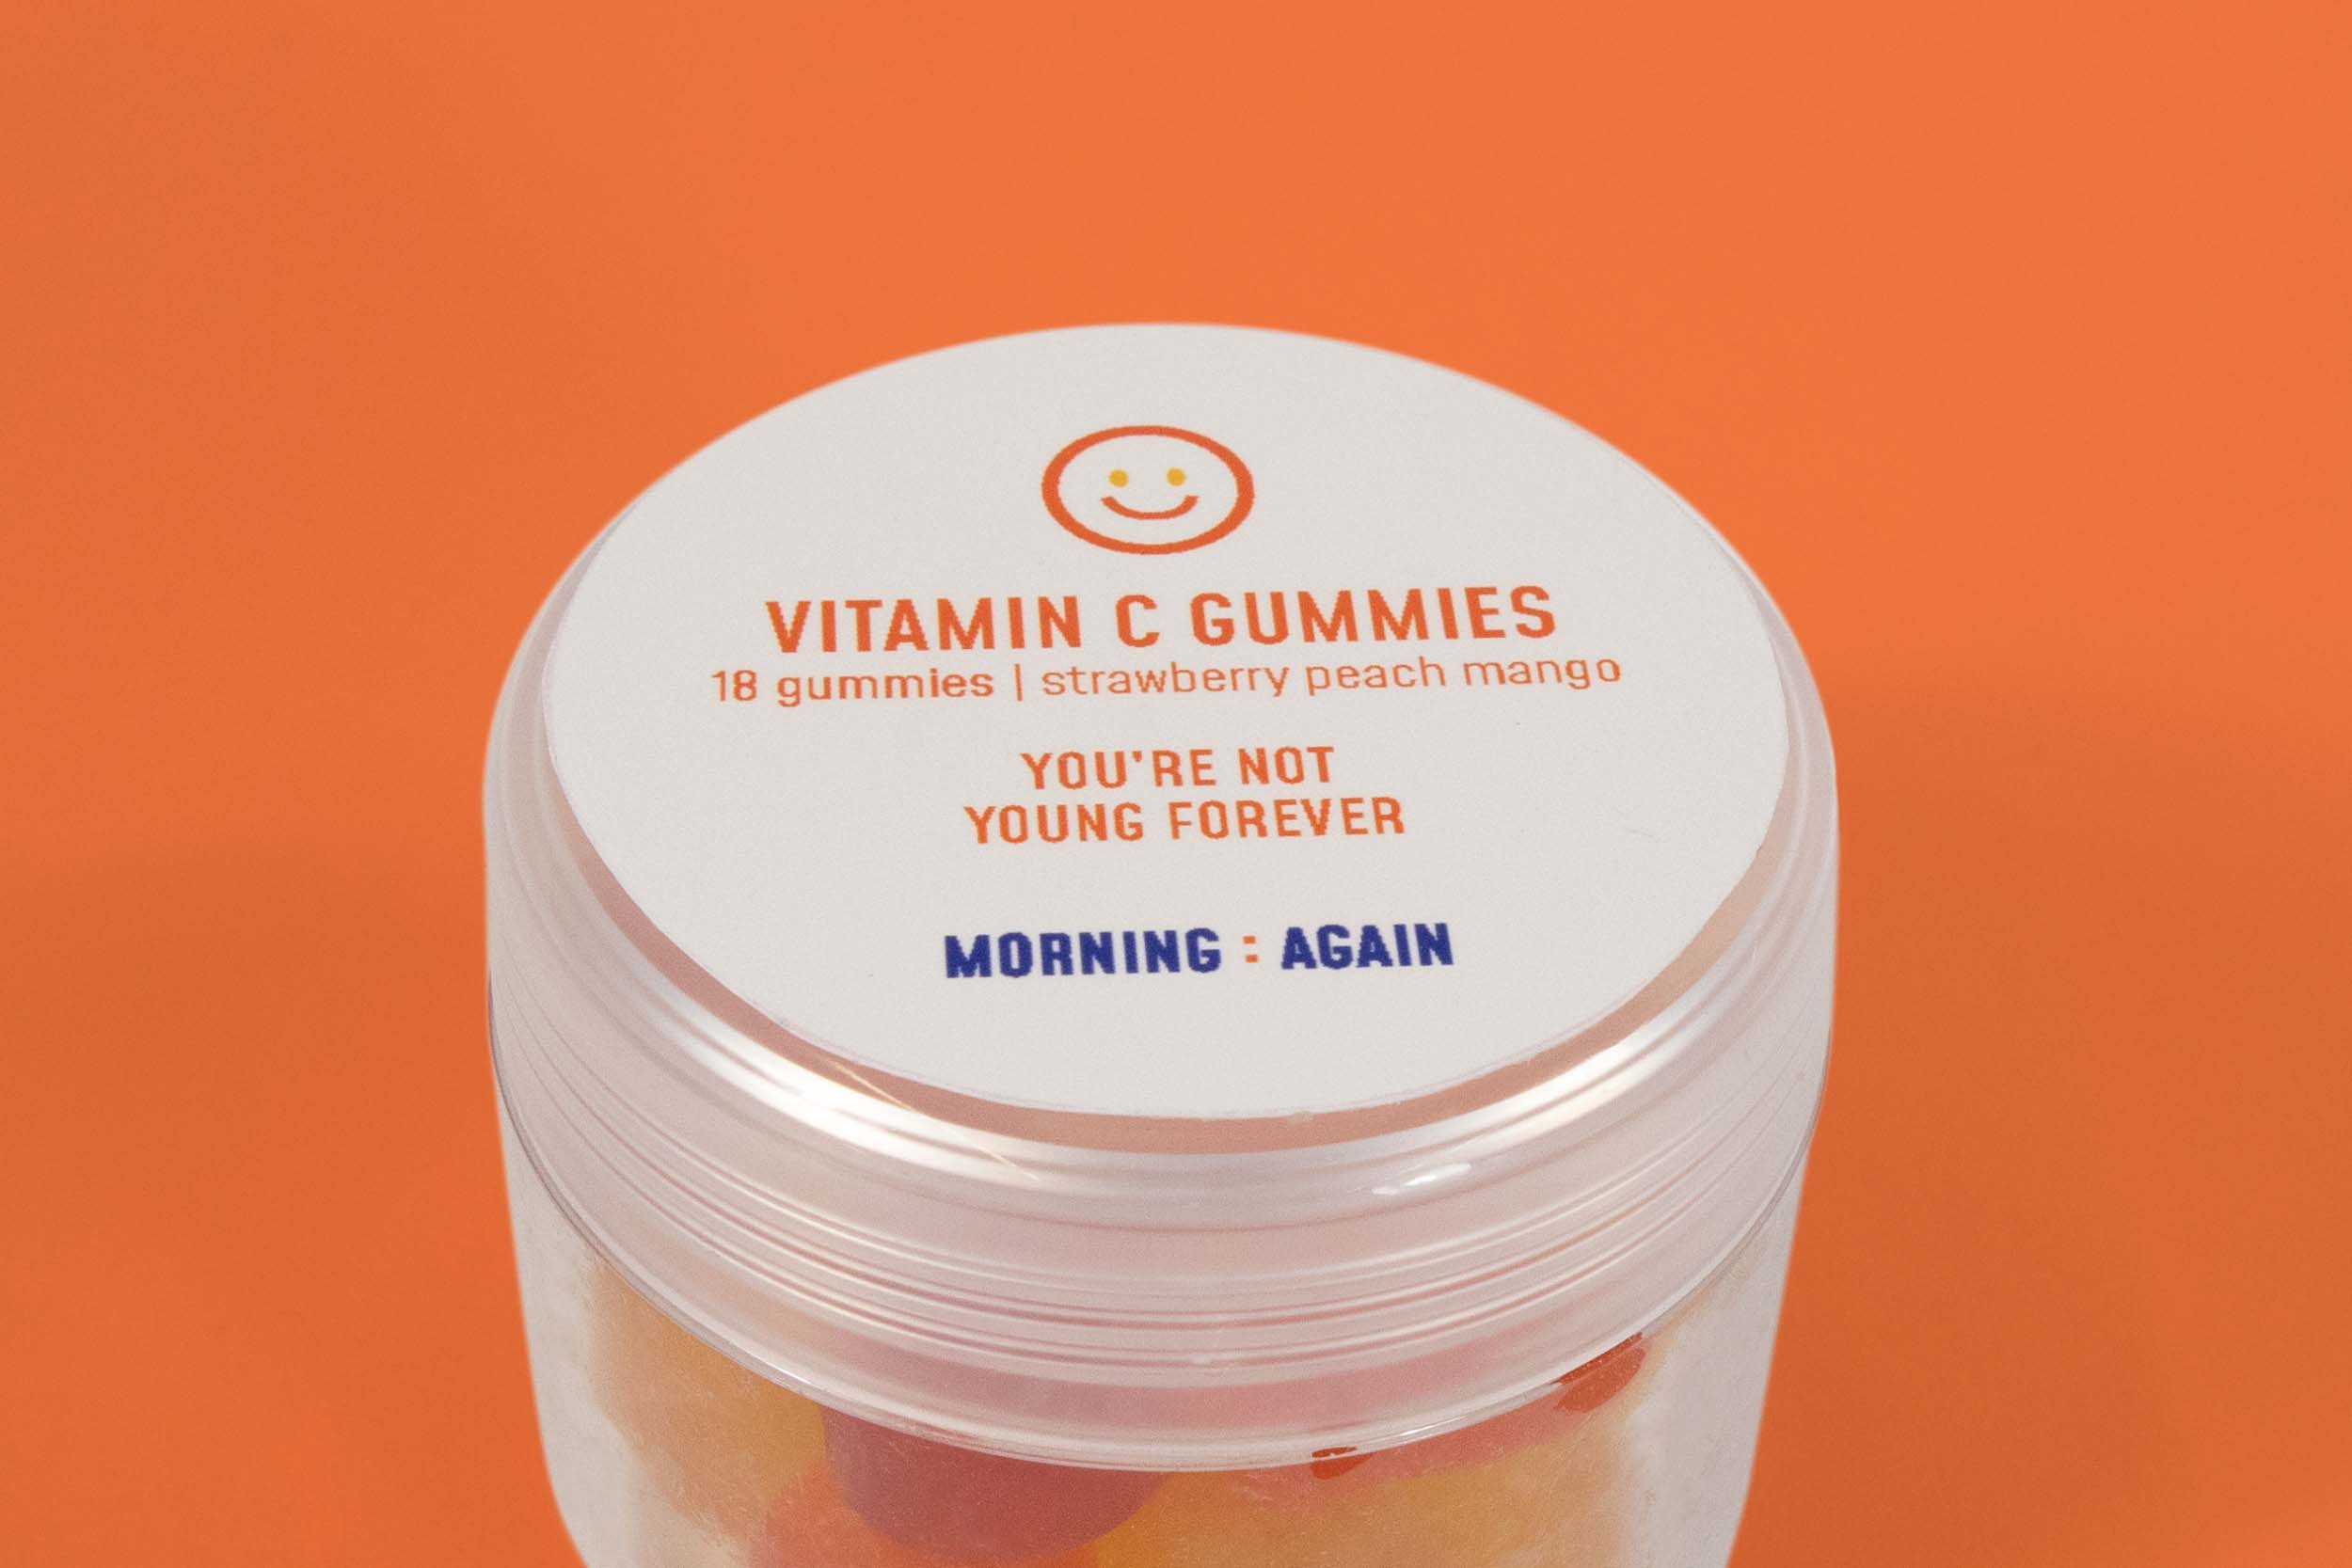 VITAMIN C GUMMIES
18 gummies | strawberry peach mango
YOU'RE NOT
YOUNG FOREVER
MORNING : AGAIN